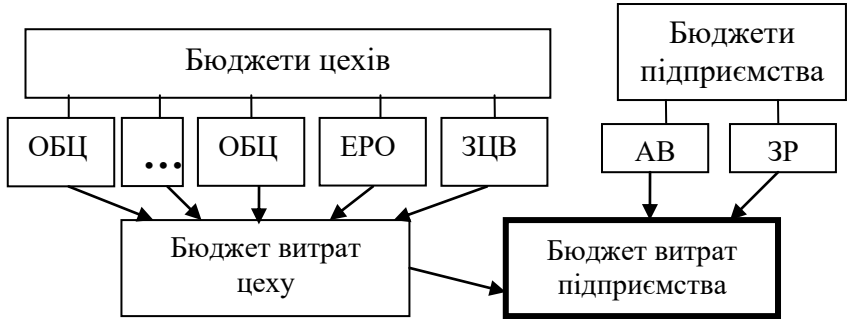 Бюджети цехів
Бюджети
підприємства
ОБЦ
...
ОБЦ
ЕРО
ЗЦВ
АВ
ЗР
Бюджет витрат
цеху
Бюджет витрат
підприємства